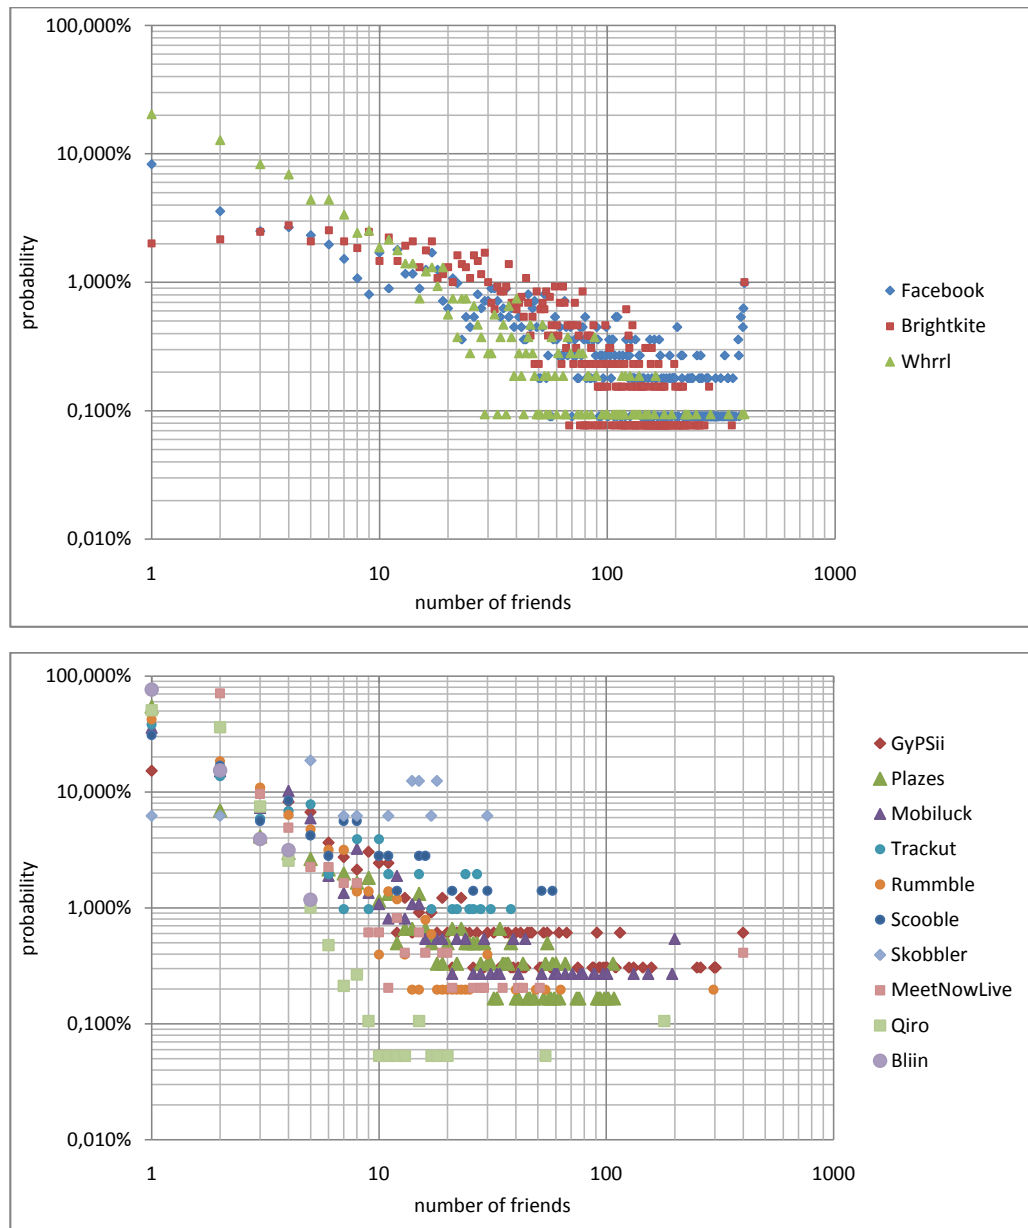 100,000%
10,000%
1,000%
0,100%
0,010%
probability
1 10 100 1000
number of friends
Facebook
Brightkite
Whrrl
100,000%
10,000%
1,000%
0,100%
0,010%
probability
1 10 100 1000
number of friends
GyPSii
Plazes
Mobiluck
Trackut
Rummble
Scooble
Skobbler
MeetNowLive
Qiro
Bliin